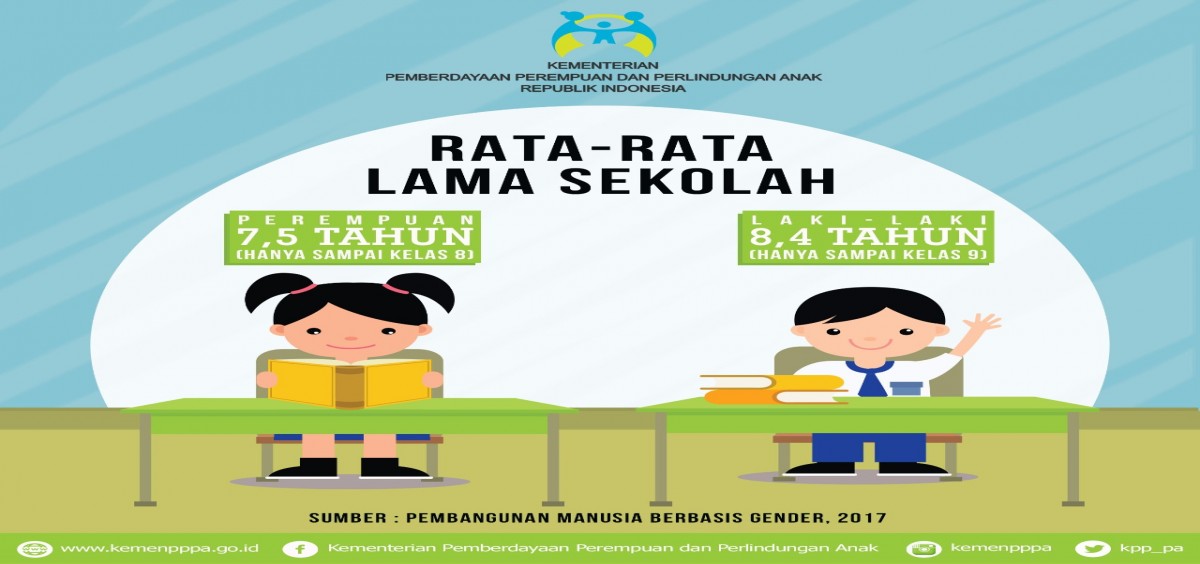 KEMENTERIAN
PEMBERDAYAAN PEREMPUAN DAN PERLINDUNGAN ANAK
REPUBLIK INDONESIA
RATA-RATA
LAMA SEKOLAH
PEREMPUAN
7,5 TAHUN
(HANYA SAMPAI KELAS 8)
LAKI-LAKI
8,4 TAHUN
(HANYA SAMPAI KELAS 9)
SUMBER : PEMBANGUNAN MANUSIA BERBASIS GENDER, 2017
www.kemenpppa.go.id Kementerian Pemberdayaan Perempuan dan Perlindungan Anak kemenpppa kpp_pa